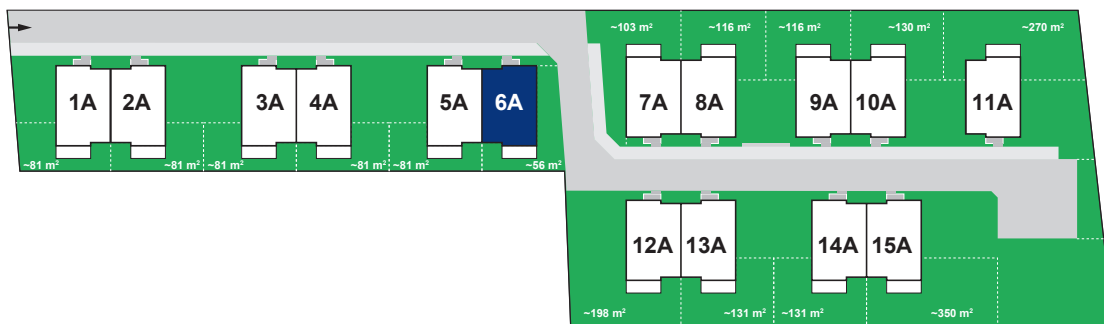 ~103 m² ~116 m² ~116 m² ~130 m² ~270 m²
1A 2A 3A 4A 5A 6A 7A 8A 9A 10A 11A
~81 m² ~81 m² ~81 m² ~81 m² ~81 m² ~56 m²
12A 13A 14A 15A
~198 m² ~131 m² ~131 m² ~350 m²